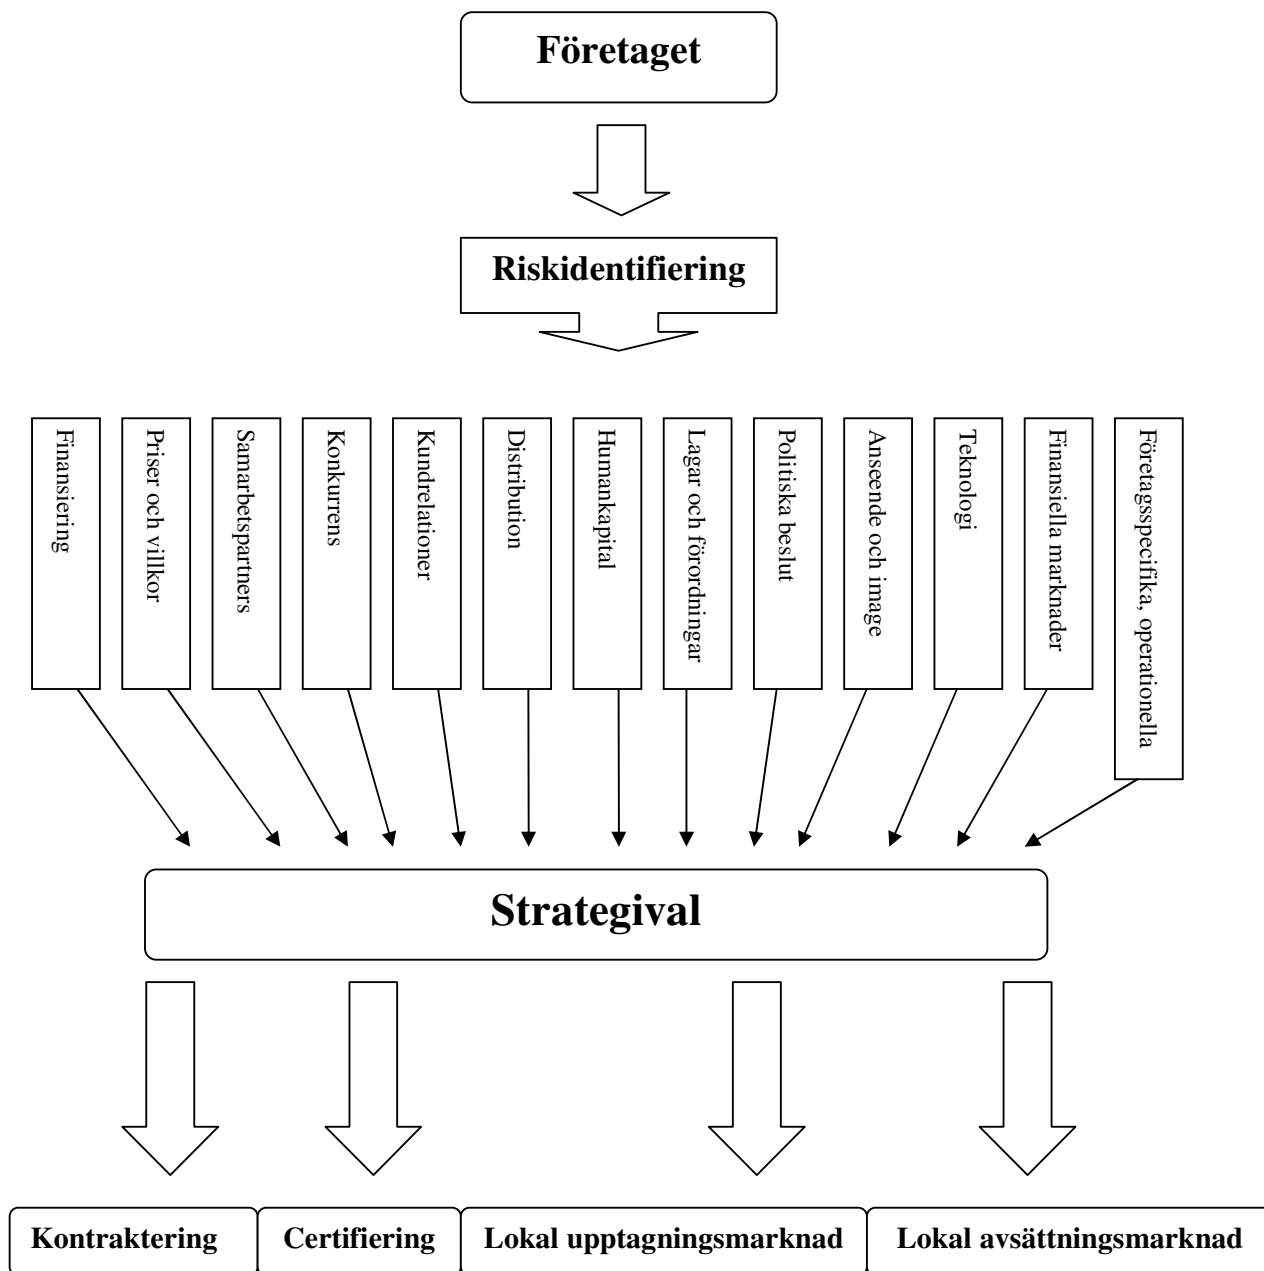 Företaget
Riskidentifiering
Finansiering
Priser och villkor
Samarbetspartners
Konkurrens
Kundrelationer
Distribution
Humankapital
Lagar och förordningar
Politiska beslut
Anseende och image
Teknologi
Finansiella marknader
Företagsspecifika, operationella
Strategival
Kontraktering
Certifiering
Lokal upptagningsmarknad
Lokal avsättningsmarknad